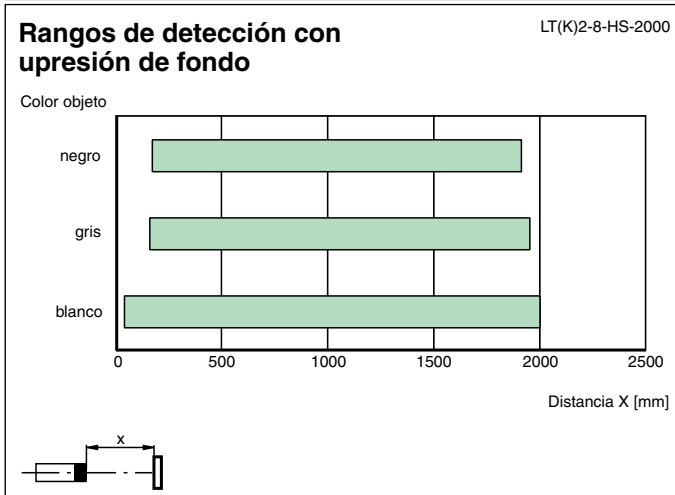 Rangos de detección con
upresión de fondo
LT(K)2-8-HS-2000
Color objeto
negro
gris
blanco
0 500 1000 1500 2000 2500
Distancia X [mm]
x